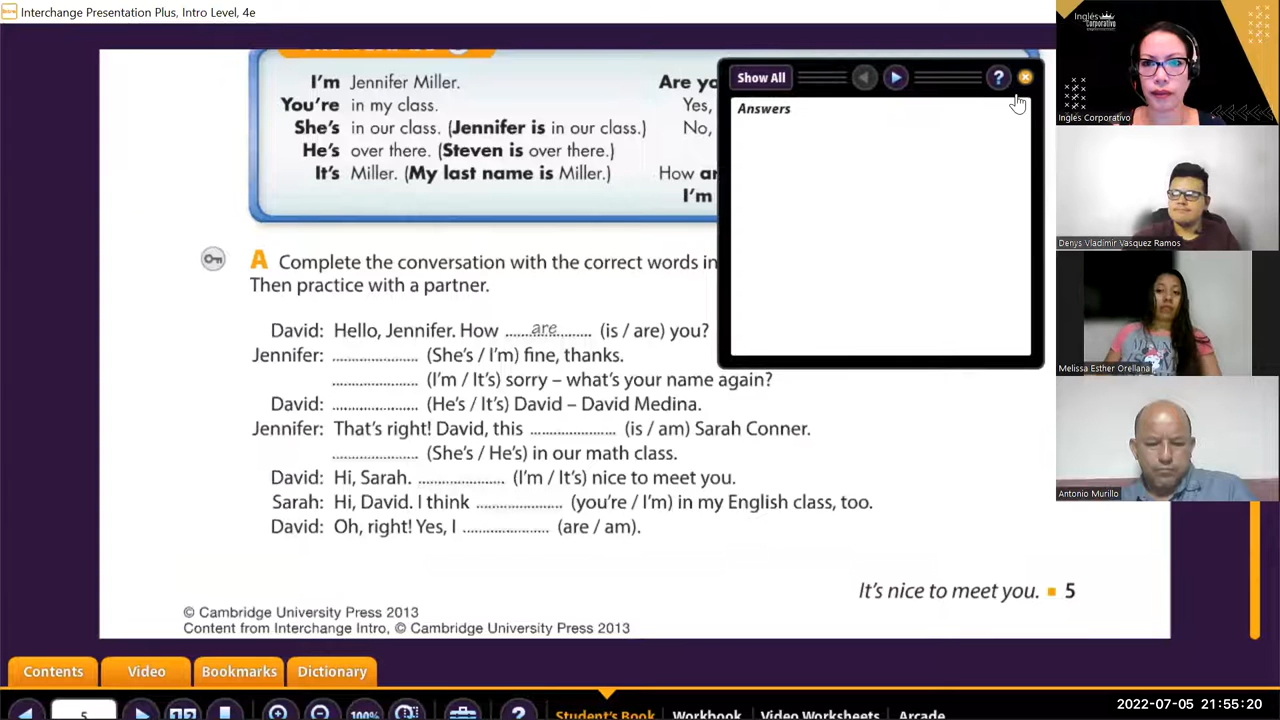 Interchange Presentation Plus, Intro Level, 4e
I'm Jennifer Miller.
You're in my class.
She's in our class. (Jennifer is in our class.)
He's over there. (Steven is over there.)
It's Miller. (My last name is Miller.)
Are yo
Yes,
No,
How ar
I'm
Show All
?
Answers
A Complete the conversation with the correct words in
Then practice with a partner.
David: Hello, Jennifer. How are (is / are) you?
Jennifer: .................... (She's / I'm) fine, thanks.
.................... (I'm / It's) sorry – what's your name again?
David: .................... (He's / It's) David – David Medina.
Jennifer: That's right! David, this .................... (is / am) Sarah Conner.
.................... (She's / He's) in our math class.
David: Hi, Sarah. .................... (I'm / It's) nice to meet you.
Sarah: Hi, David. I think .................... (you're / I'm) in my English class, too.
David: Oh, right! Yes, I .................... (are / am).
It's nice to meet you. ■ 5
© Cambridge University Press 2013
Content from Interchange Intro, © Cambridge University Press 2013
Contents Video Bookmarks Dictionary
5 100% ? Student's Book Workbook Video Worksheets Arcade
Inglés
Corporativo
Ingles Corporativo
Denys Vladimir Vasquez Ramos
Melissa Esther Orellana
Antonio Murillo
2022-07-05 21:55:20